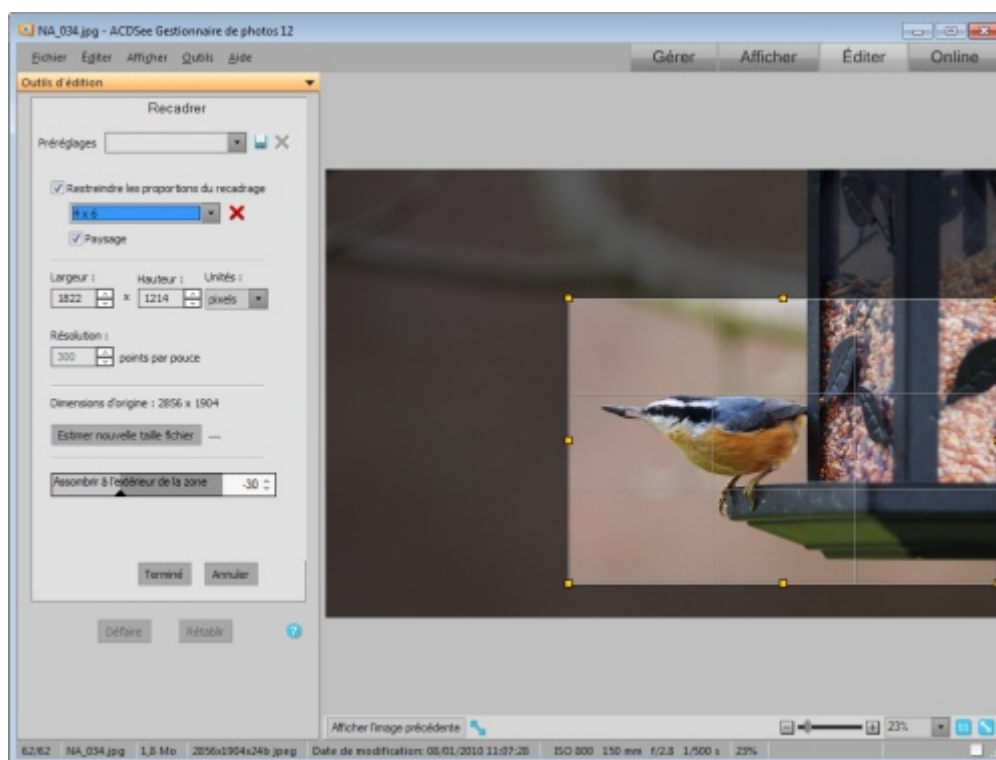 NA_034.jpg - ACDSee Gestionnaire de photos 12
Fichier Éditer Afficher Outils Aide
Gérer Afficher Éditer Online
Outils d'édition
Recadrer
Préréglages
Restreindre les proportions du recadrage
4 x 6
Paysage
Largeur : Hauteur : Unités :
1822 x 1214 pixels
Résolution :
300 points par pouce
Dimensions d'origine : 2856 x 1904
Estimer nouvelle taille fichier ---
Assombrir à l'extérieur de la zone -30
Terminé Annuler
Défaire Rétablir ?
Afficher l'image précédente 23% 1:1
62/62 NA_034.jpg 1,8 Mo 2856x1904x24b jpeg Date de modification: 08/01/2010 11:07:28 ISO 800 150 mm f/2.8 1/500 s 23%